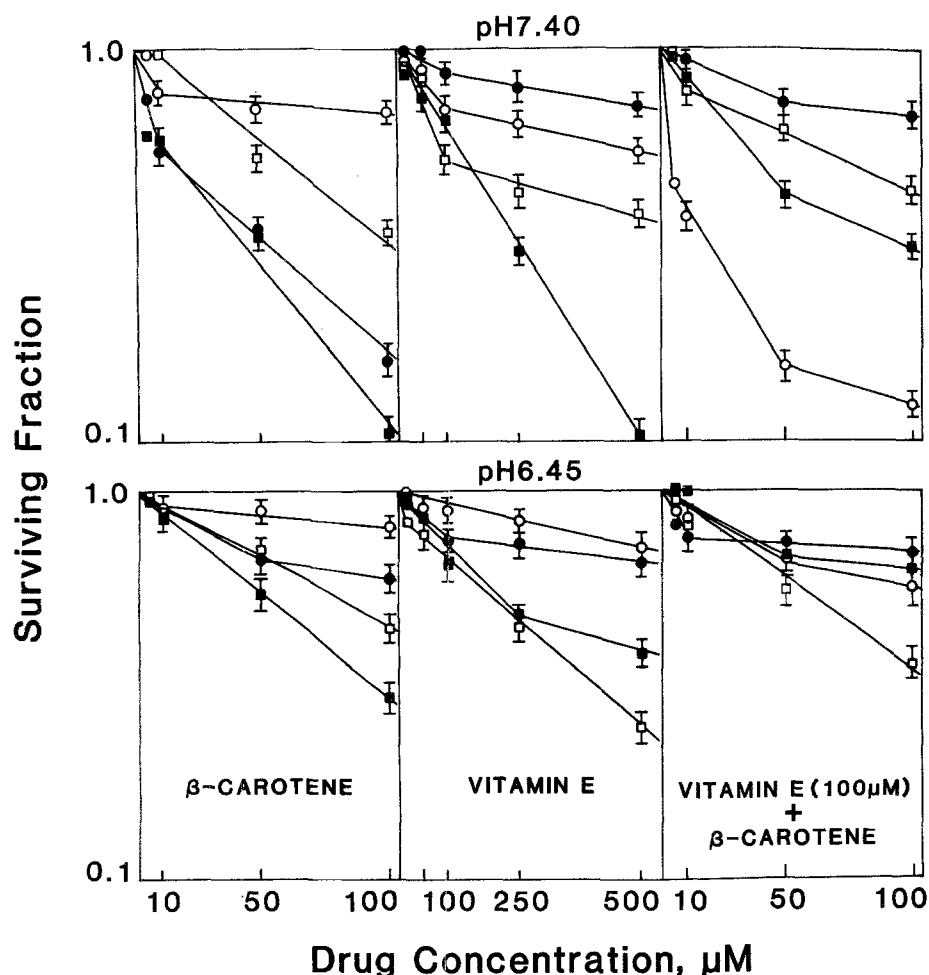 pH7.40
1.0
0.1
pH6.45
1.0
0.1
Surviving Fraction
β-CAROTENE
VITAMIN E
VITAMIN E (100μM)
+
β-CAROTENE
10 50 100 100 250 500 10 50 100
Drug Concentration, μM